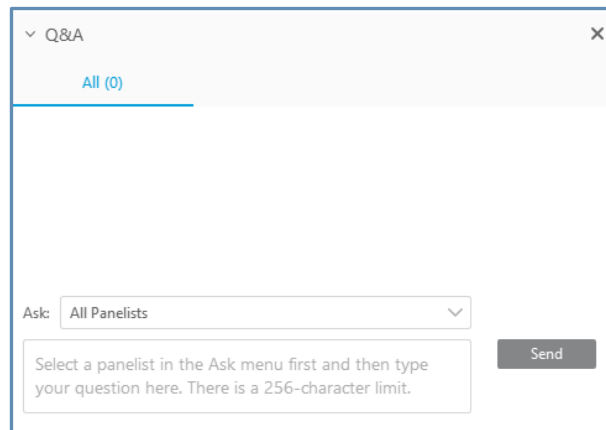 Q&A
All (0)
Ask:
All Panelists
Select a panelist in the Ask menu first and then type
your question here. There is a 256-character limit.
Send